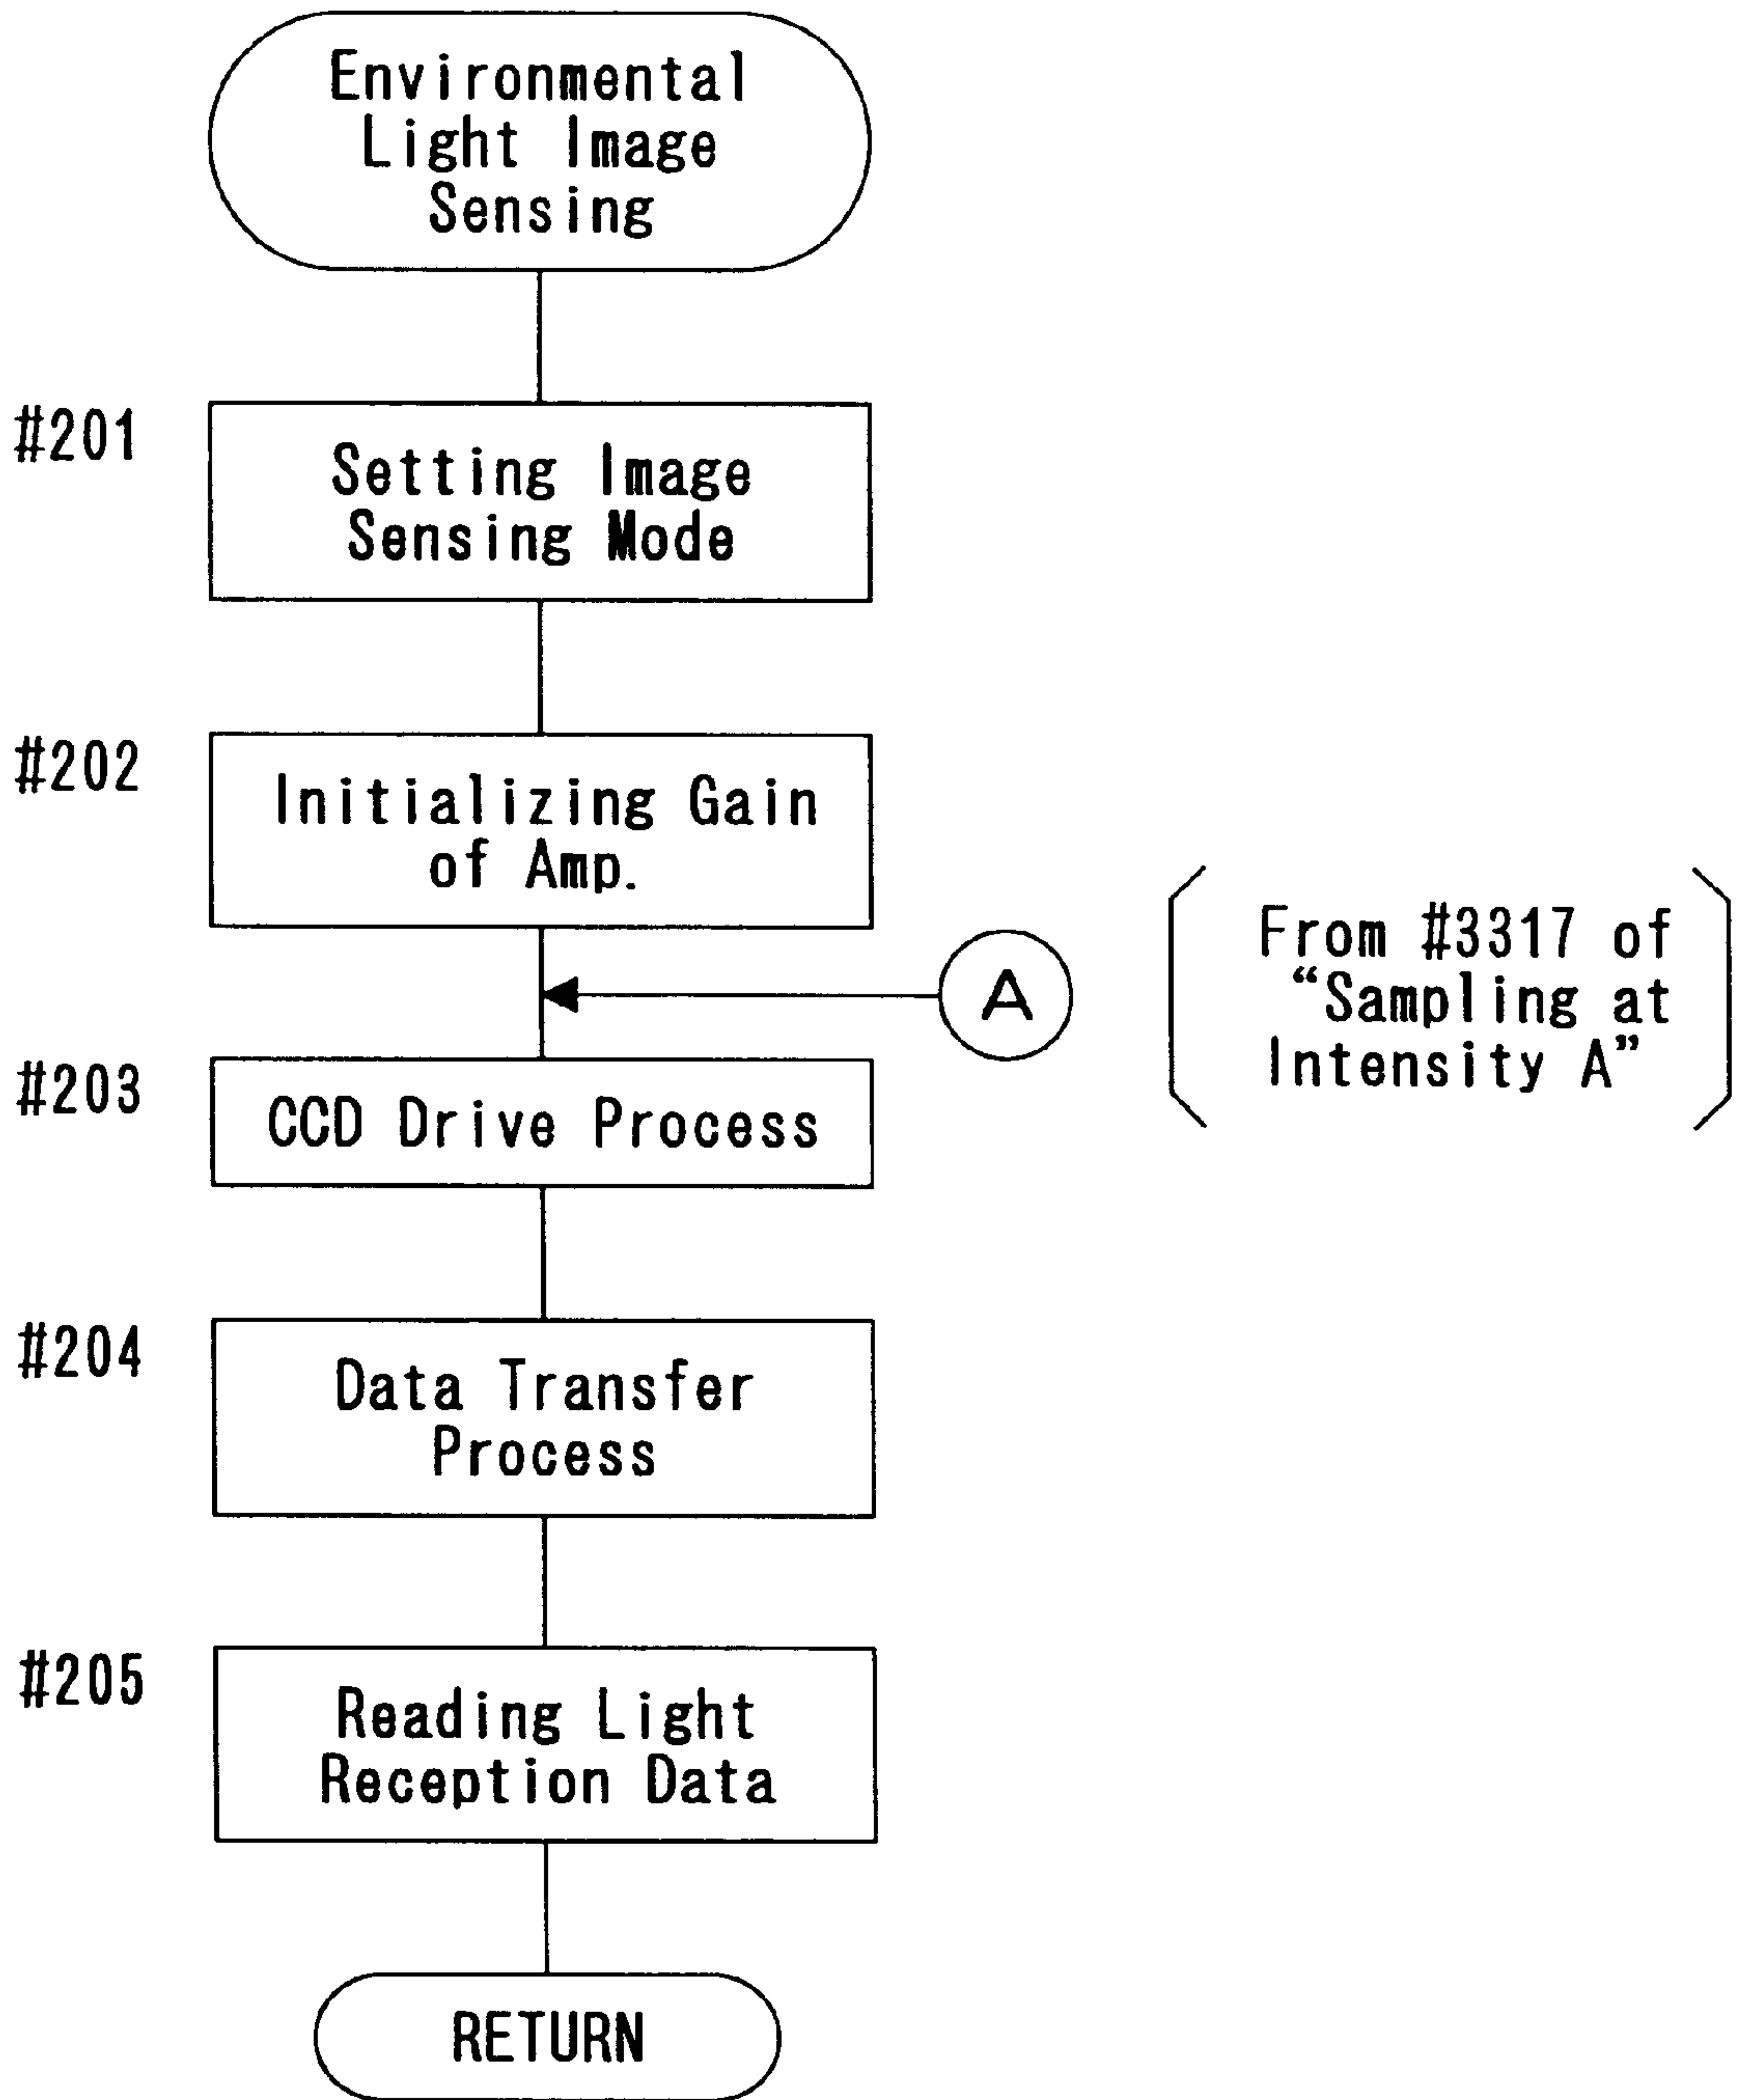 Environmental
Light Image
Sensing
#201
Setting Image
Sensing Mode
#202
Initializing Gain
of Amp.
A
From #3317 of
“Sampling at
Intensity A”
#203
CCD Drive Process
#204
Data Transfer
Process
#205
Reading Light
Reception Data
RETURN